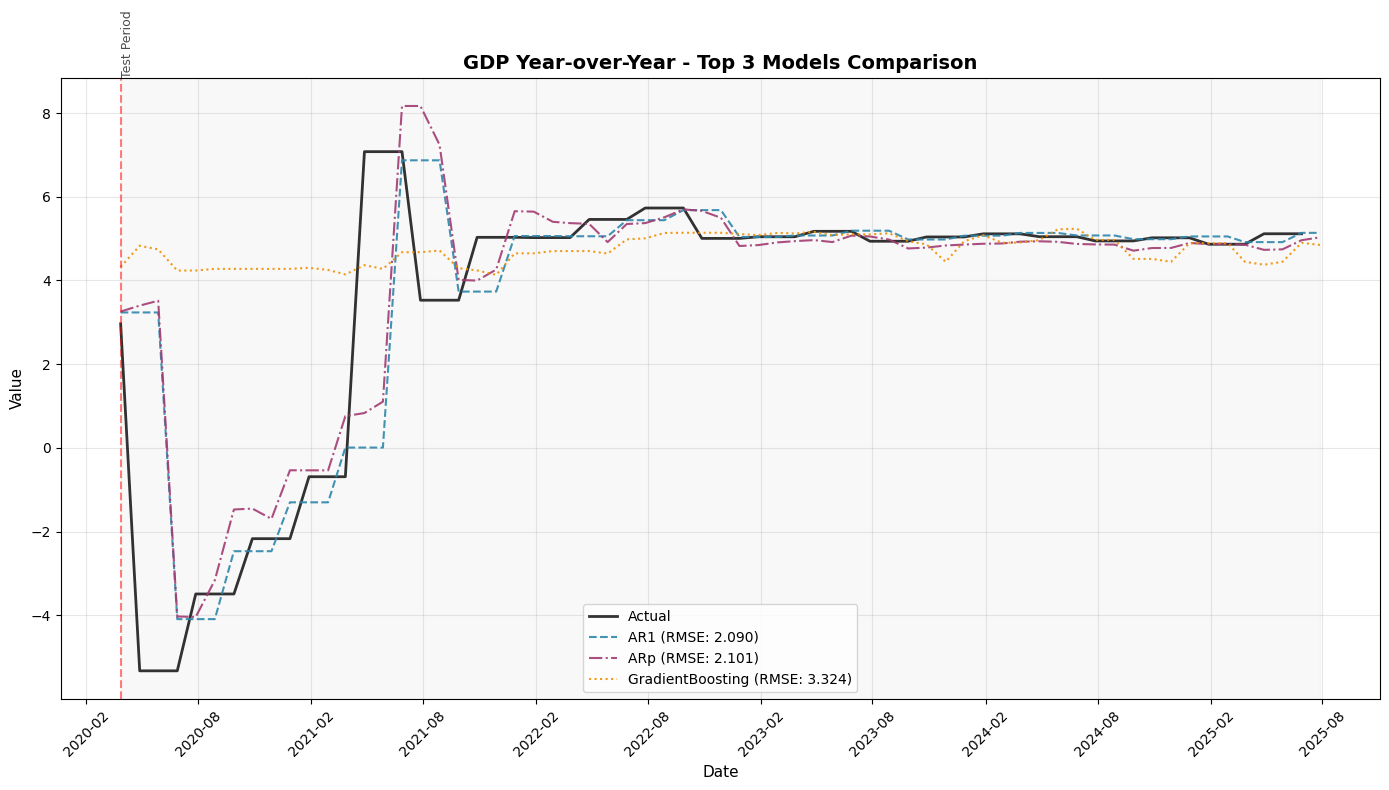 Test Period
GDP Year-over-Year - Top 3 Models Comparison
Value
8
6
4
2
0
−2
−4
Actual
AR1 (RMSE: 2.090)
ARp (RMSE: 2.101)
GradientBoosting (RMSE: 3.324)
2020-02
2020-08
2021-02
2021-08
2022-02
2022-08
2023-02
2023-08
2024-02
2024-08
2025-02
2025-08
Date